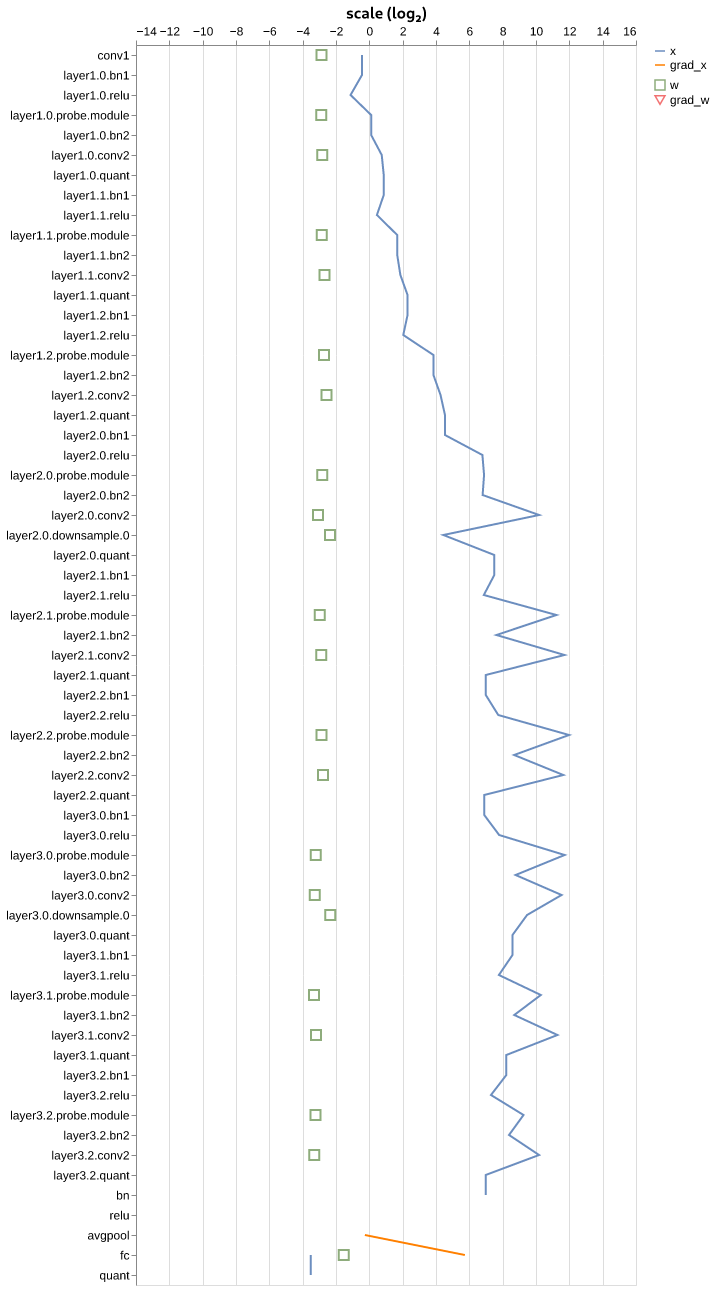 scale (log₂)
−14 −12 −10 −8 −6 −4 −2 0 2 4 6 8 10 12 14 16
x
grad_x
w
grad_w
conv1
layer1.0.bn1
layer1.0.relu
layer1.0.probe.module
layer1.0.bn2
layer1.0.conv2
layer1.0.quant
layer1.1.bn1
layer1.1.relu
layer1.1.probe.module
layer1.1.bn2
layer1.1.conv2
layer1.1.quant
layer1.2.bn1
layer1.2.relu
layer1.2.probe.module
layer1.2.bn2
layer1.2.conv2
layer1.2.quant
layer2.0.bn1
layer2.0.relu
layer2.0.probe.module
layer2.0.bn2
layer2.0.conv2
layer2.0.downsample.0
layer2.0.quant
layer2.1.bn1
layer2.1.relu
layer2.1.probe.module
layer2.1.bn2
layer2.1.conv2
layer2.1.quant
layer2.2.bn1
layer2.2.relu
layer2.2.probe.module
layer2.2.bn2
layer2.2.conv2
layer2.2.quant
layer3.0.bn1
layer3.0.relu
layer3.0.probe.module
layer3.0.bn2
layer3.0.conv2
layer3.0.downsample.0
layer3.0.quant
layer3.1.bn1
layer3.1.relu
layer3.1.probe.module
layer3.1.bn2
layer3.1.conv2
layer3.1.quant
layer3.2.bn1
layer3.2.relu
layer3.2.probe.module
layer3.2.bn2
layer3.2.conv2
layer3.2.quant
bn
relu
avgpool
fc
quant